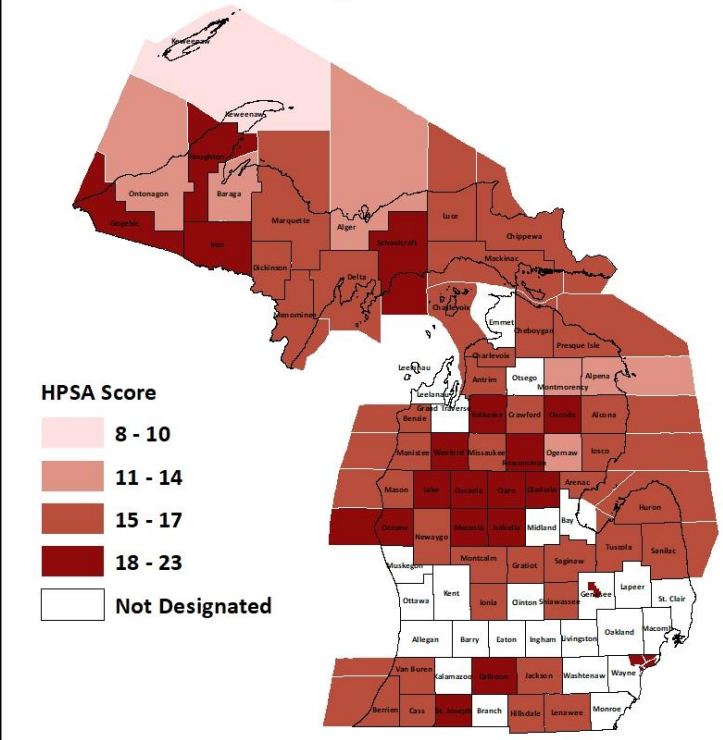 Keweenaw
Keweenaw
Houghton
Ontonagon
Baraga
Gogebic
Iron
Marquette
Alger
Schoolcraft
Luce
Chippewa
Mackinac
Dickinson
Delta
Menominee
Charlevoix
Emmet
Cheboygan
Presque Isle
Charlevoix
Leelanau
Leelanau
Antrim
Otsego
Montmorency
Alpena
HPSA Score
8 - 10
11 - 14
15 - 17
18 - 23
Not Designated
Grand Traverse
Benzie
Kalkaska
Crawford
Oscoda
Alcona
Manistee
Wexford
Missaukee
Roscommon
Ogemaw
Iosco
Mason
Lake
Osceola
Clare
Gladwin
Arenac
Oceana
Newaygo
Mecosta
Isabella
Midland
Bay
Huron
Muskegon
Montcalm
Gratiot
Saginaw
Tuscola
Sanilac
Ottawa
Kent
Ionia
Clinton
Shiawassee
Genesee
Lapeer
St. Clair
Allegan
Barry
Eaton
Ingham
Livingston
Oakland
Macomb
Van Buren
Kalamazoo
Calhoun
Jackson
Washtenaw
Wayne
Berrien
Cass
St. Joseph
Branch
Hillsdale
Lenawee
Monroe